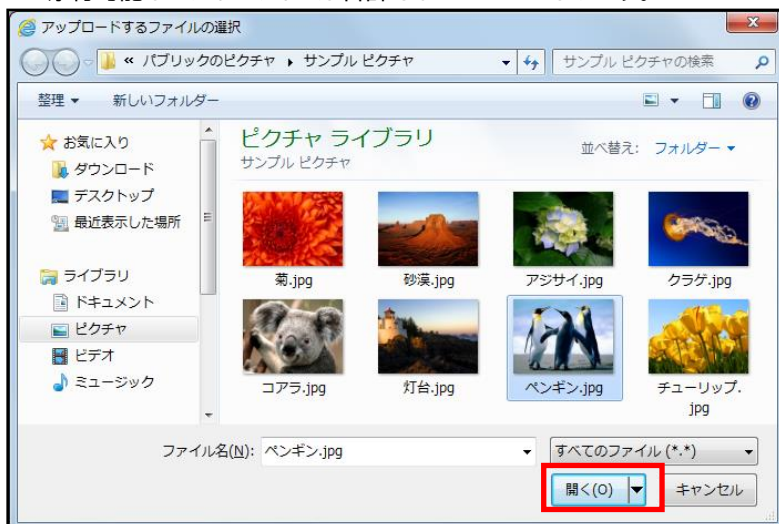 アップロードするファイルの選択
« パブリックのピクチャ ▸ サンプル ピクチャ
サンプル ピクチャの検索
整理 ▼ 新しいフォルダー
お気に入り
ダウンロード
デスクトップ
最近表示した場所
ライブラリ
ドキュメント
ピクチャ
ビデオ
ミュージック
ピクチャ ライブラリ
サンプル ピクチャ
並べ替え: フォルダー ▼
菊.jpg
砂漠.jpg
アジサイ.jpg
クラゲ.jpg
コアラ.jpg
灯台.jpg
ペンギン.jpg
チューリップ.
jpg
ファイル名(N): ペンギン.jpg
すべてのファイル (*.*)
開く(O)
キャンセル